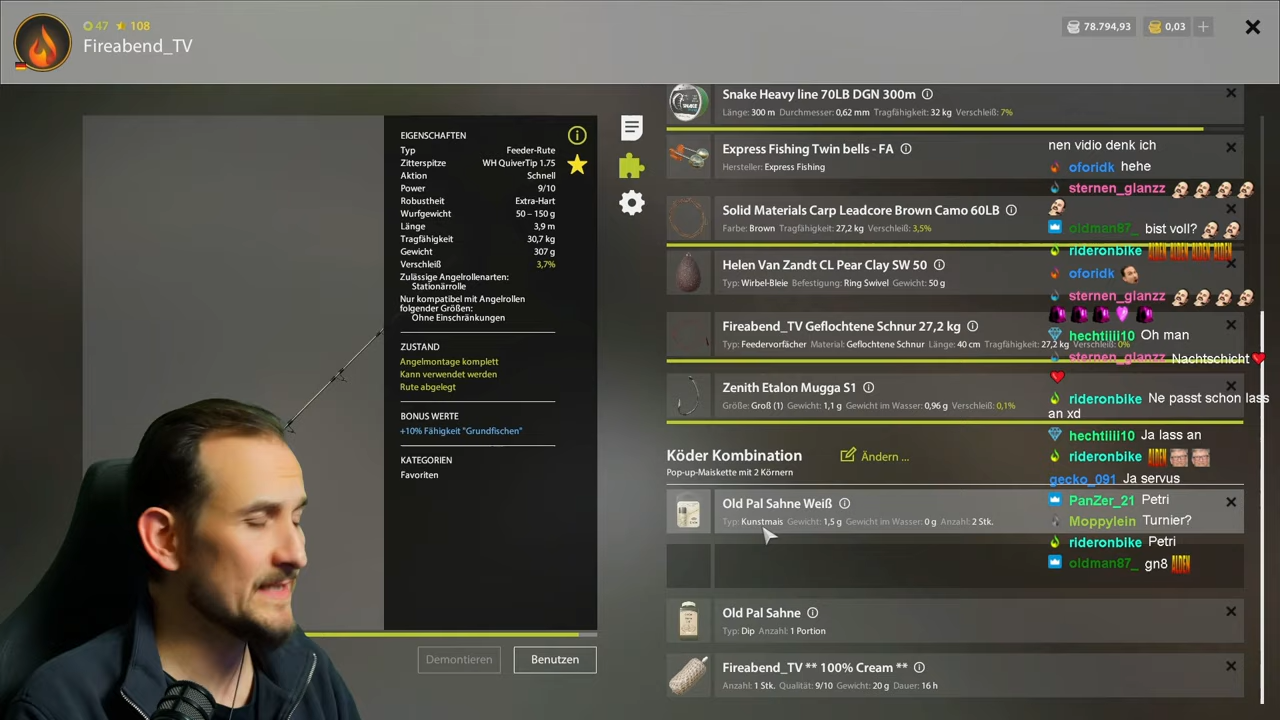 47 108
Fireabend_TV
78.794,93
0,03
EIGENSCHAFTEN
Typ Feeder-Rute
Zitterspitze WH QuiverTip 1.75
Aktion Schnell
Power 9/10
Robustheit Extra-Hart
Wurfgewicht 50 – 150 g
Länge 3,9 m
Tragfähigkeit 30,7 kg
Gewicht 307 g
Verschleiß 3,7%
Zulässige Angelrollenarten:
Stationärrolle
Nur kompatibel mit Angelrollen
folgender Größen:
Ohne Einschränkungen
ZUSTAND
Angelmontage komplett
Kann verwendet werden
Rute abgelegt
BONUS WERTE
+10% Fähigkeit "Grundfischen"
KATEGORIEN
Favoriten
Demontieren
Benutzen
Snake Heavy line 70LB DGN 300m
Länge: 300 m Durchmesser: 0,62 mm Tragfähigkeit: 32 kg Verschleiß: 7%
Express Fishing Twin bells - FA
Hersteller: Express Fishing
Solid Materials Carp Leadcore Brown Camo 60LB
Farbe: Brown Tragfähigkeit: 27,2 kg Verschleiß: 3,5%
Helen Van Zandt CL Pear Clay SW 50
Typ: Wirbel-Bleie Befestigung: Ring Swivel Gewicht: 50 g
Fireabend_TV Geflochtene Schnur 27,2 kg
Typ: Feedervorfächer Material: Geflochtene Schnur Länge: 40 cm Tragfähigkeit: 27,2 kg Verschleiß: 0%
Zenith Etalon Mugga S1
Größe: Groß (1) Gewicht: 1,1 g Gewicht im Wasser: 0,96 g Verschleiß: 0,1%
Köder Kombination
Ändern ...
Pop-up-Maiskette mit 2 Körnern
Old Pal Sahne Weiß
Typ: Kunstmais Gewicht: 1,5 g Gewicht im Wasser: 0 g Anzahl: 2 Stk.
Old Pal Sahne
Typ: Dip Anzahl: 1 Portion
Fireabend_TV ** 100% Cream **
Anzahl: 1 Stk. Qualität: 9/10 Gewicht: 20 g Dauer: 16 h
nen vidio denk ich
oforidk hehe
sternen_glanzz
oldman87_ bist voll?
rideronbike
oforidk
sternen_glanzz
hechtiiii10 Oh man
sternen_glanzz Nachtschicht
rideronbike Ne passt schon lass
an xd
hechtiiii10 Ja lass an
rideronbike
gecko_091 Ja servus
PanZer_21 Petri
Moppylein Turnier?
rideronbike Petri
oldman87_ gn8